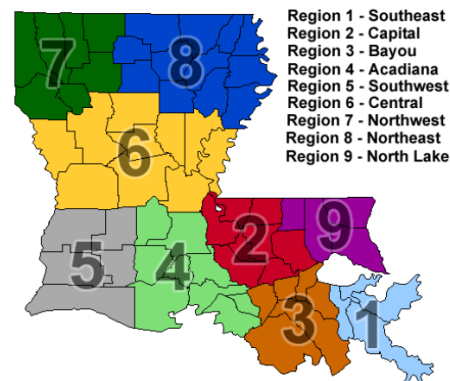 Region 1 - Southeast
Region 2 - Capital
Region 3 - Bayou
Region 4 - Acadiana
Region 5 - Southwest
Region 6 - Central
Region 7 - Northwest
Region 8 - Northeast
Region 9 - North Lake
7
8
6
2
9
5
4
3
1